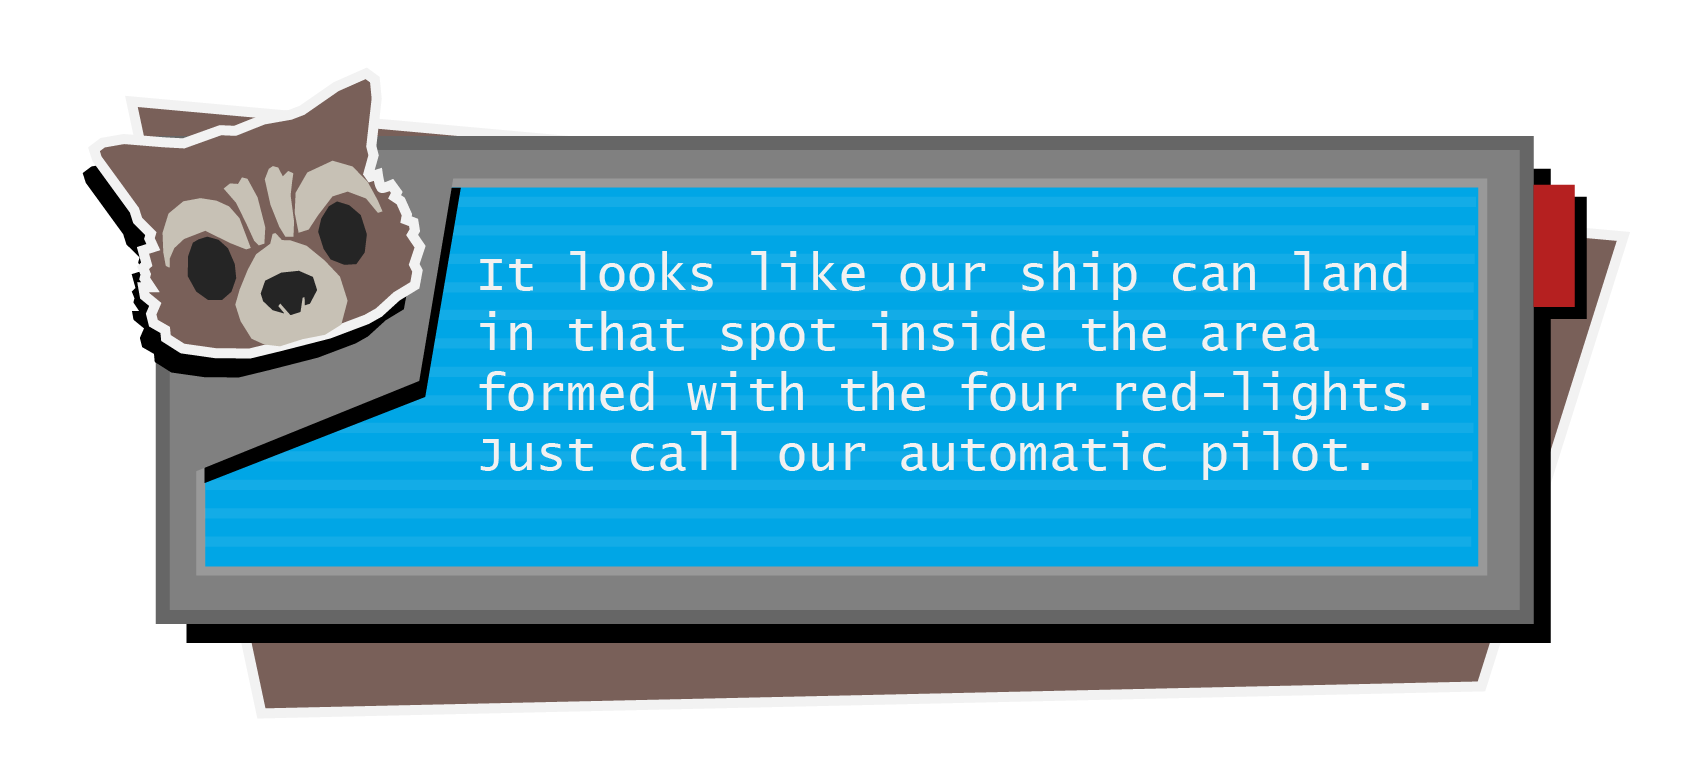 It looks like our ship can land
in that spot inside the area
formed with the four red-lights.
Just call our automatic pilot.